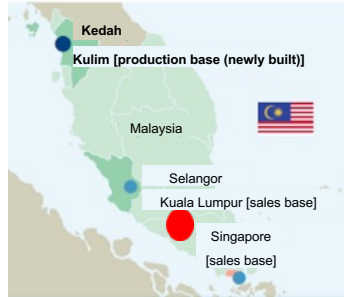 Kedah
Kulim [production base (newly built)]
Malaysia
Selangor
Kuala Lumpur [sales base]
Singapore
[sales base]